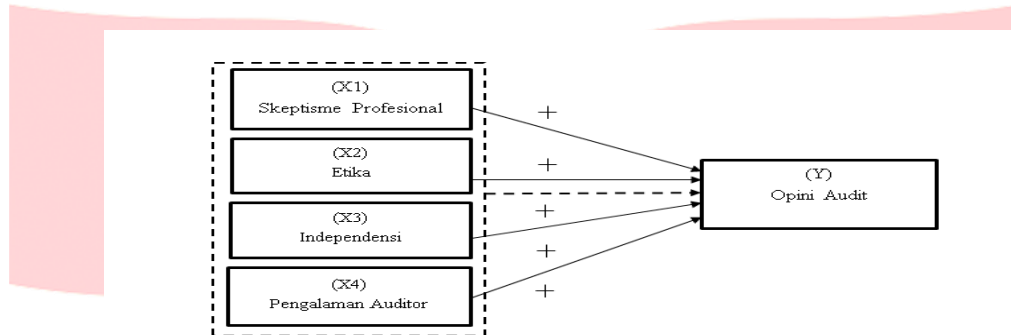 (X1)
Skeptisme Profesional
+
(X2)
Etika
+
(Y)
Opini Audit
(X3)
Independensi
+
+
(X4)
Pengalaman Auditor
+